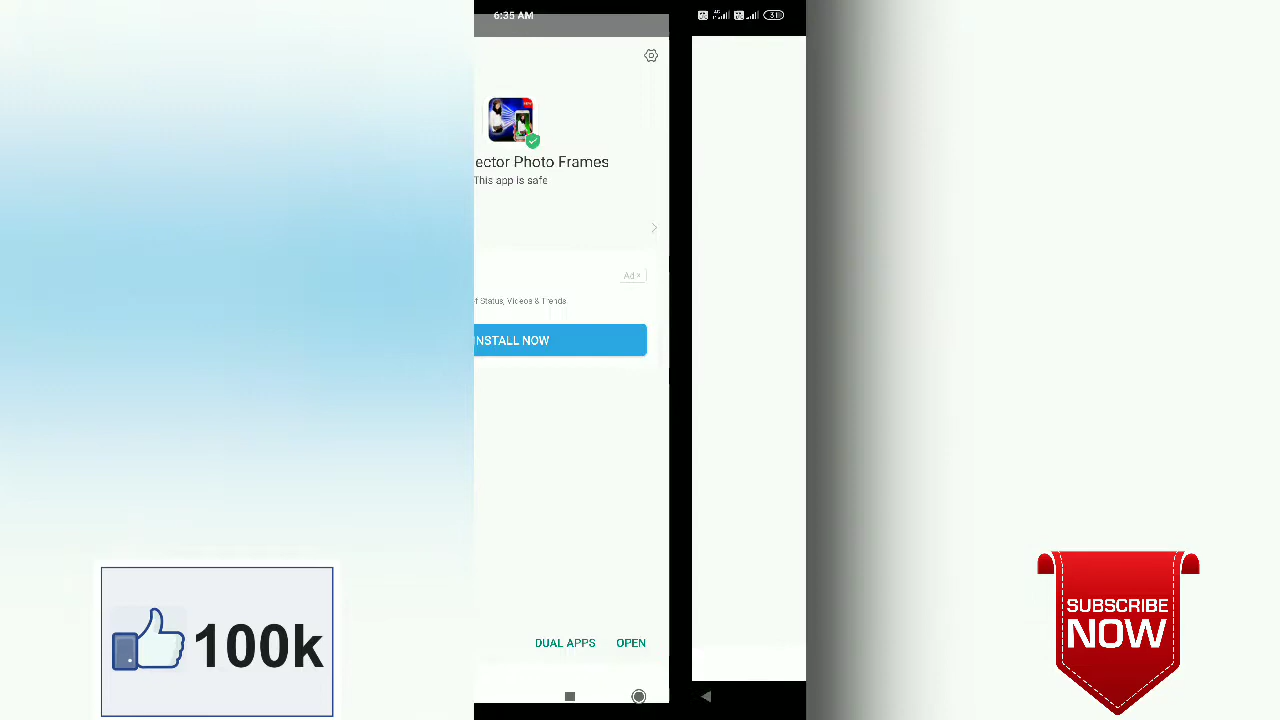 6:35 AM
ector Photo Frames
This app is safe
Ad
f Status, Videos & Trends
INSTALL NOW
DUAL APPS
OPEN
100k
SUBSCRIBE
NOW